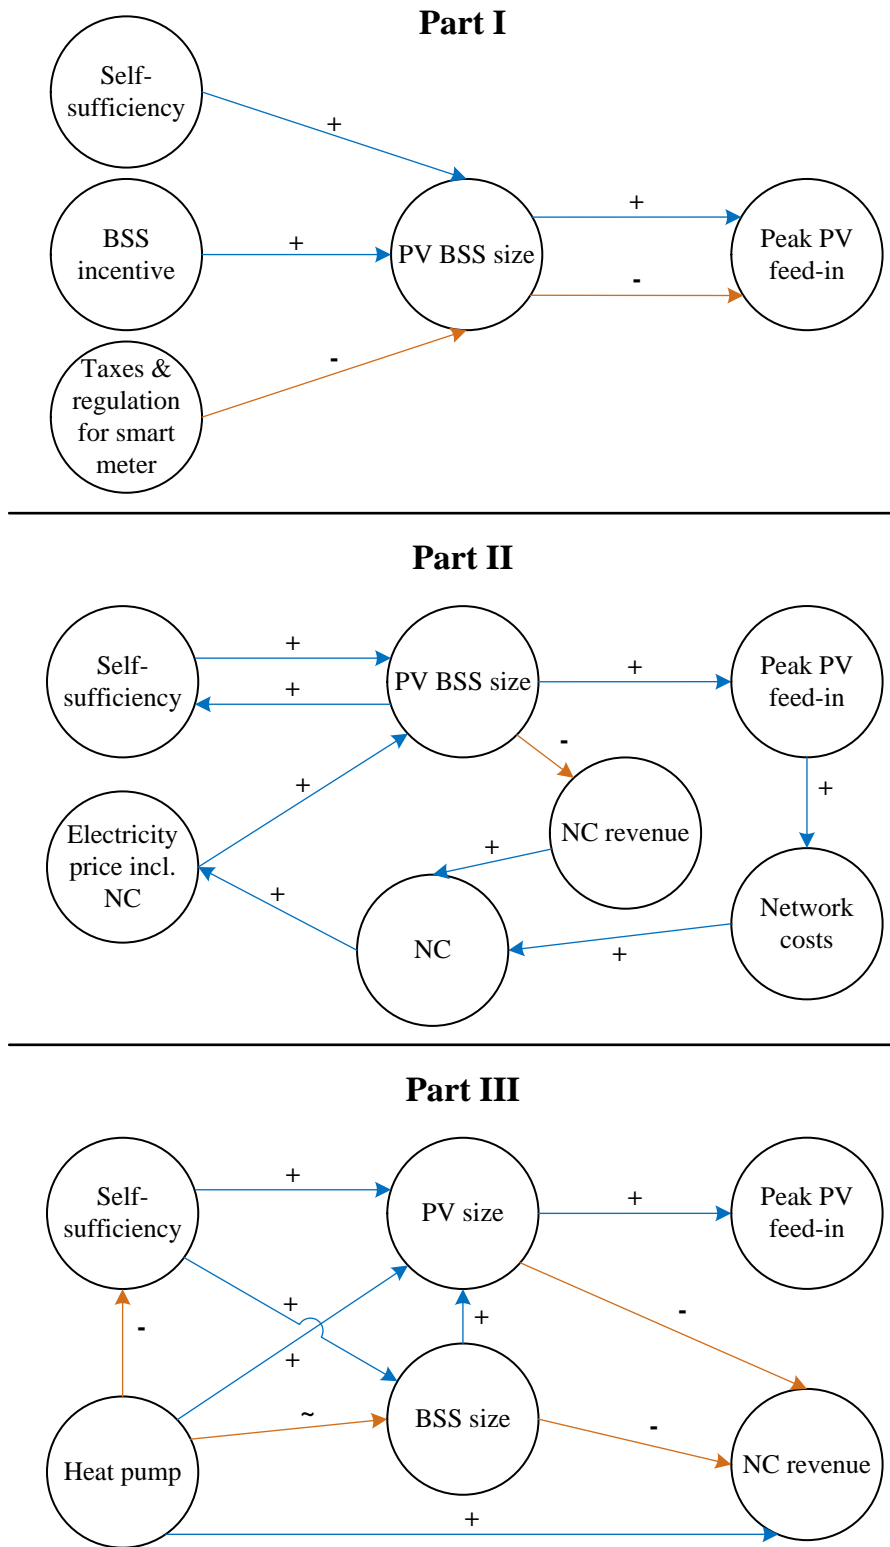 Part I
Self-
sufficiency
+
BSS
incentive
+
PV BSS size
+
-
Peak PV
feed-in
Taxes &
regulation
for smart
meter
-
Part II
Self-
sufficiency
+
+
PV BSS size
+
Peak PV
feed-in
-
+
+
Electricity
price incl.
NC
NC revenue
+
+
NC
+
Network
costs
Part III
Self-
sufficiency
+
PV size
+
Peak PV
feed-in
+
-
+
-
+
~
BSS size
-
Heat pump
NC revenue
+